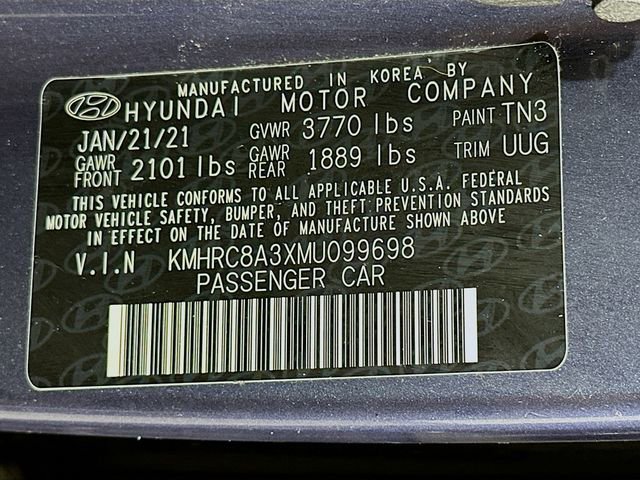 MANUFACTURED IN KOREA BY
HYUNDAI MOTOR COMPANY
JAN/21/21 GVWR 3770 lbs PAINT TN3
GAWR FRONT 2101 lbs GAWR REAR 1889 lbs TRIM UUG
THIS VEHICLE CONFORMS TO ALL APPLICABLE U.S.A. FEDERAL
MOTOR VEHICLE SAFETY, BUMPER, AND THEFT PREVENTION STANDARDS
IN EFFECT ON THE DATE OF MANUFACTURE SHOWN ABOVE
V.I.N KMHRC8A3XMU099698
PASSENGER CAR